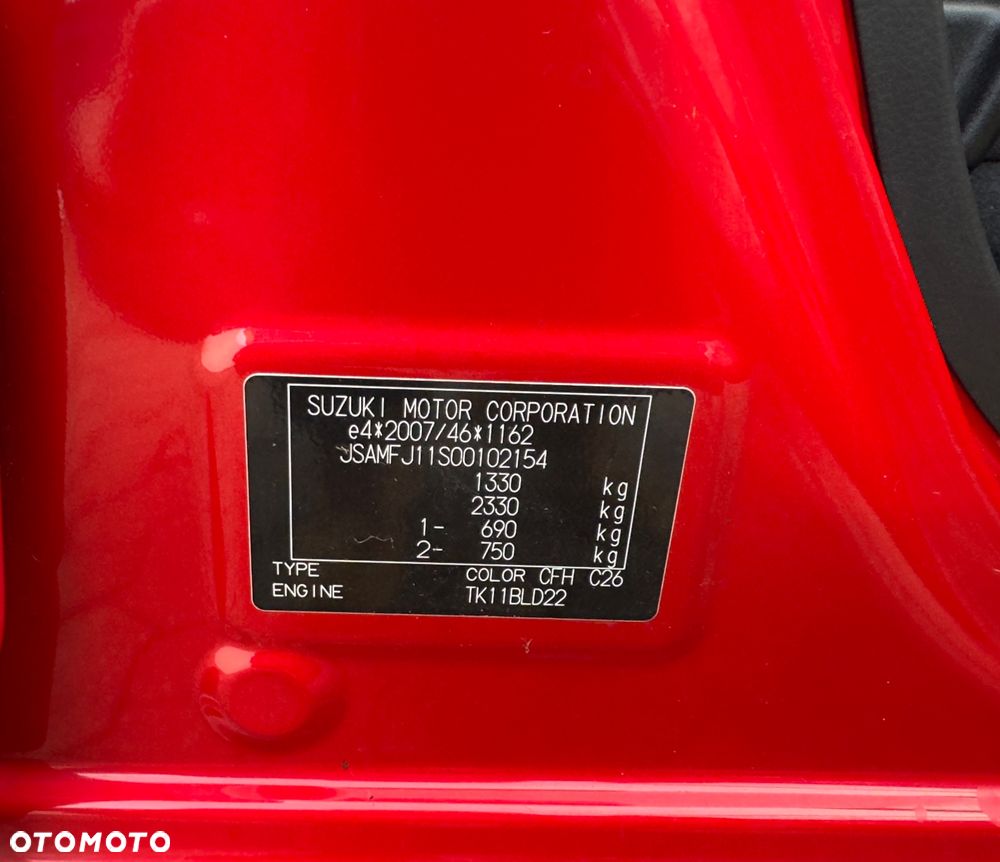 SUZUKI MOTOR CORPORATION
e4*2007/46*1162
JSAMFJ11S00102154
1330 kg
2330 kg
1- 690 kg
2- 750 kg
TYPE COLOR CFH C26
ENGINE TK11BLD22
OTOMOTO